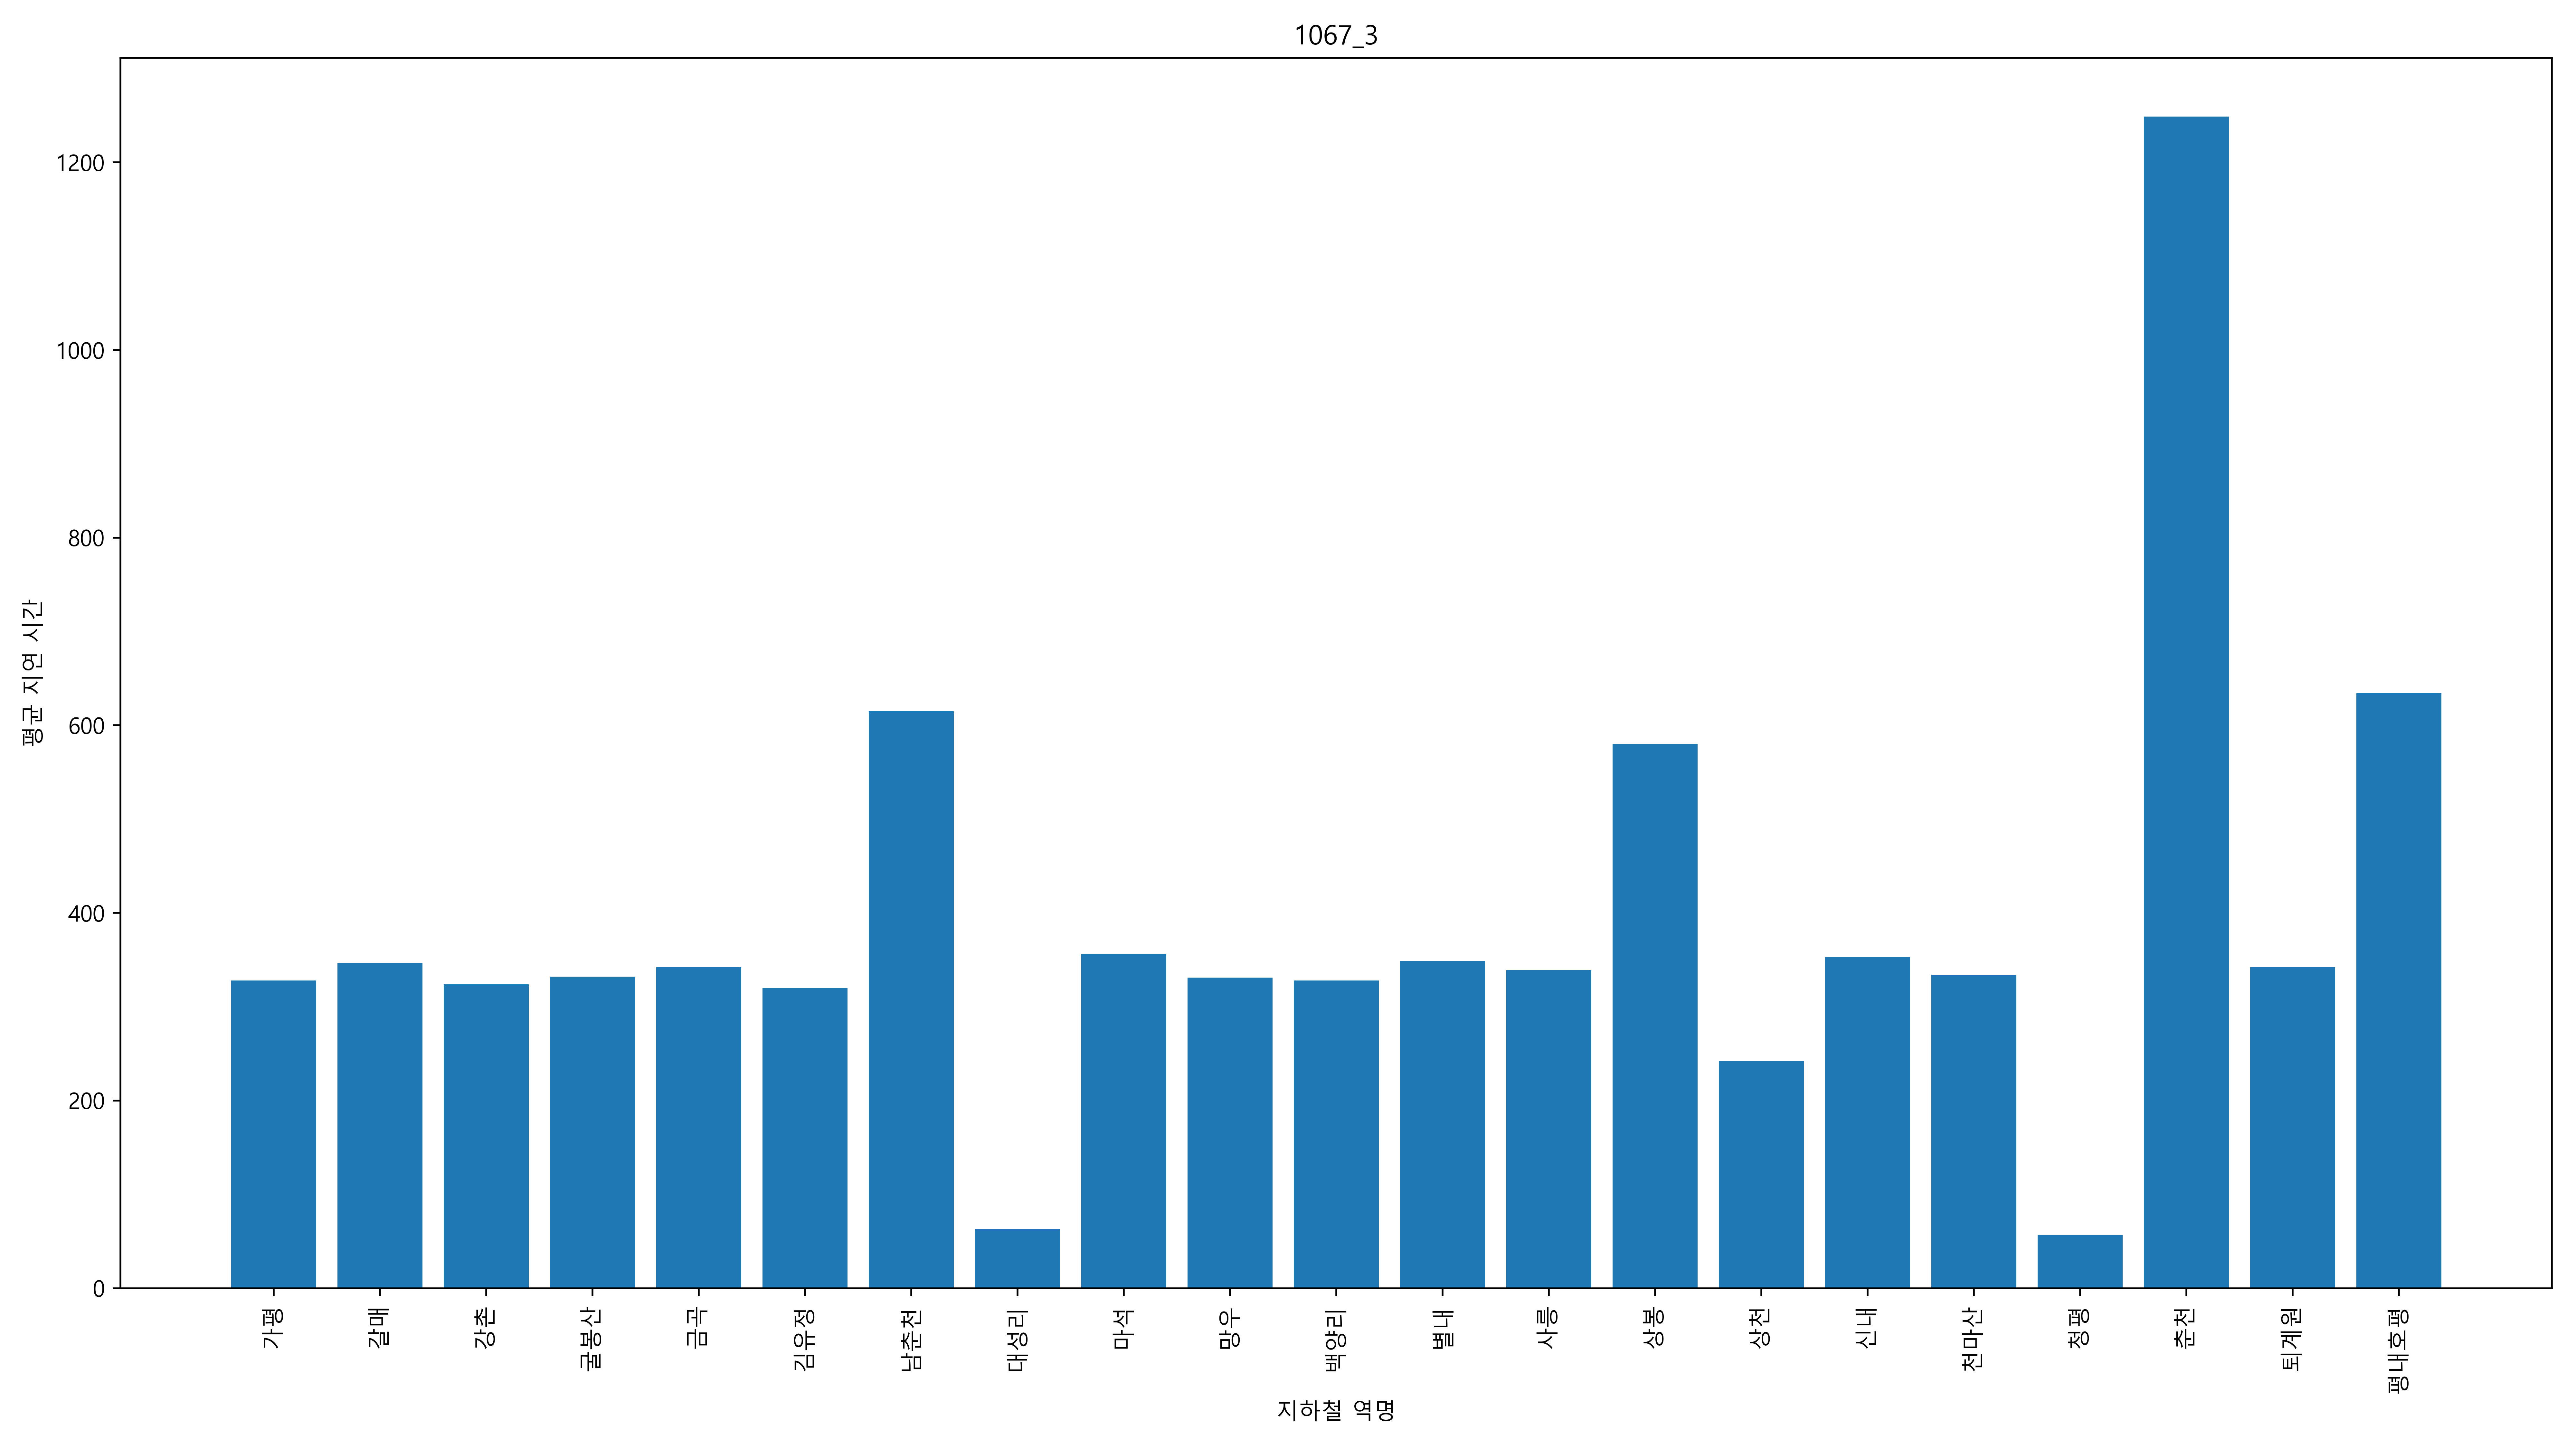 1067_3
평균 지연 시간
1200
1000
800
600
400
200
0
가평
갈매
강촌
굴봉산
금곡
김유정
남춘천
대성리
마석
망우
백양리
별내
사릉
상봉
상천
신내
천마산
청평
춘천
퇴계원
평내호평
지하철 역명